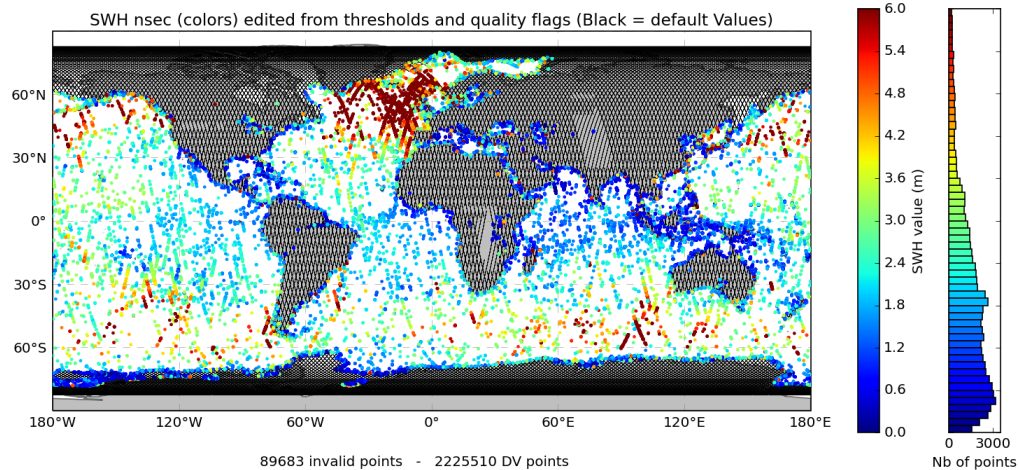 SWH nsec (colors) edited from thresholds and quality flags (Black = default Values)
60°N
30°N
0°
30°S
60°S
180°W 120°W 60°W 0° 60°E 120°E 180°E
6.0
5.4
4.8
4.2
3.6
3.0
2.4
1.8
1.2
0.6
0.0
SWH value (m)
0 3000
Nb of points
89683 invalid points - 2225510 DV points